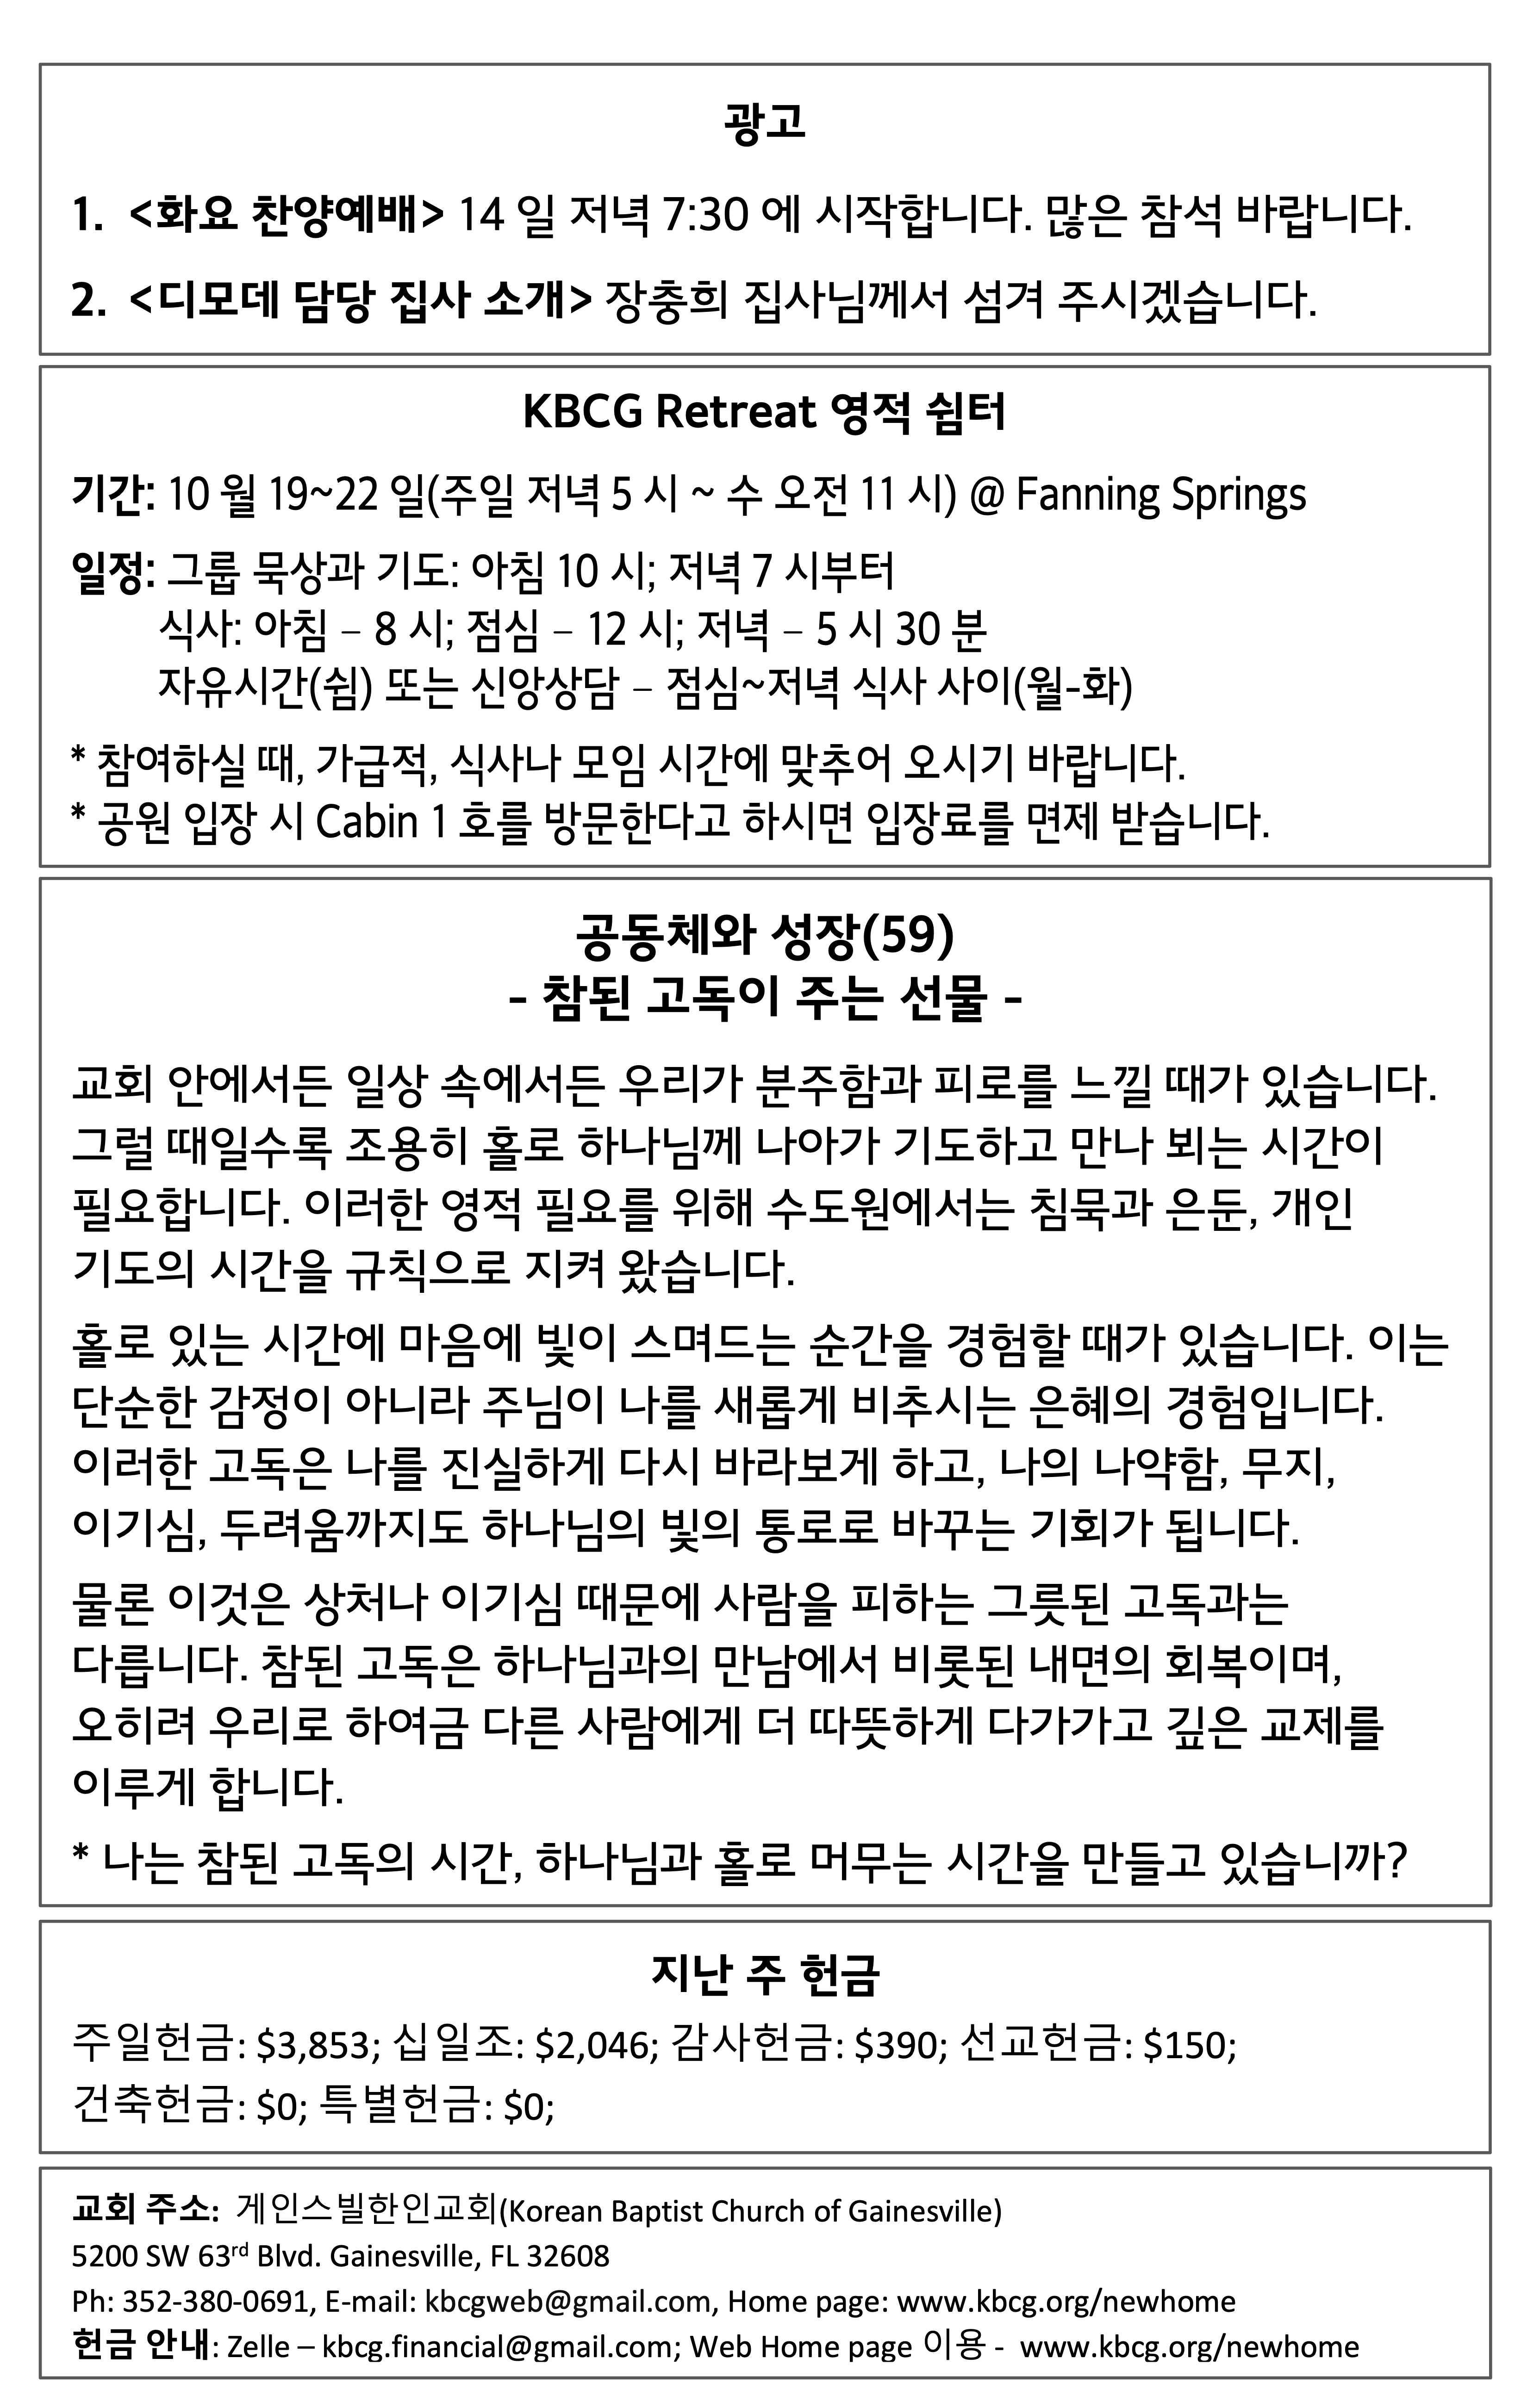 광고
1. <화요 찬양예배> 14 일 저녁 7:30 에 시작합니다. 많은 참석 바랍니다.
2. <디모데 담당 집사 소개> 장충희 집사님께서 섬겨 주시겠습니다.
KBCG Retreat 영적 쉼터
기간: 10 월 19~22 일(주일 저녁 5 시 ~ 수 오전 11 시) @ Fanning Springs
일정: 그룹 묵상과 기도: 아침 10 시; 저녁 7 시부터
식사: 아침 – 8 시; 점심 – 12 시; 저녁 – 5 시 30 분
자유시간(쉼) 또는 신앙상담 – 점심~저녁 식사 사이(월-화)
* 참여하실 때, 가급적, 식사나 모임 시간에 맞추어 오시기 바랍니다.
* 공원 입장 시 Cabin 1 호를 방문한다고 하시면 입장료를 면제 받습니다.
공동체와 성장(59)
- 참된 고독이 주는 선물 -
교회 안에서든 일상 속에서든 우리가 분주함과 피로를 느낄 때가 있습니다.
그럴 때일수록 조용히 홀로 하나님께 나아가 기도하고 만나 뵈는 시간이
필요합니다. 이러한 영적 필요를 위해 수도원에서는 침묵과 은둔, 개인
기도의 시간을 규칙으로 지켜 왔습니다.
홀로 있는 시간에 마음에 빛이 스며드는 순간을 경험할 때가 있습니다. 이는
단순한 감정이 아니라 주님이 나를 새롭게 비추시는 은혜의 경험입니다.
이러한 고독은 나를 진실하게 다시 바라보게 하고, 나의 나약함, 무지,
이기심, 두려움까지도 하나님의 빛의 통로로 바꾸는 기회가 됩니다.
물론 이것은 상처나 이기심 때문에 사람을 피하는 그릇된 고독과는
다릅니다. 참된 고독은 하나님과의 만남에서 비롯된 내면의 회복이며,
오히려 우리로 하여금 다른 사람에게 더 따뜻하게 다가가고 깊은 교제를
이루게 합니다.
* 나는 참된 고독의 시간, 하나님과 홀로 머무는 시간을 만들고 있습니까?
지난 주 헌금
주일헌금: $3,853; 십일조: $2,046; 감사헌금: $390; 선교헌금: $150;
건축헌금: $0; 특별헌금: $0;
교회 주소: 게인스빌한인교회(Korean Baptist Church of Gainesville)
5200 SW 63rd Blvd. Gainesville, FL 32608
Ph: 352-380-0691, E-mail: kbcgweb@gmail.com, Home page: www.kbcg.org/newhome
헌금 안내: Zelle – kbcg.financial@gmail.com; Web Home page 이용 - www.kbcg.org/newhome